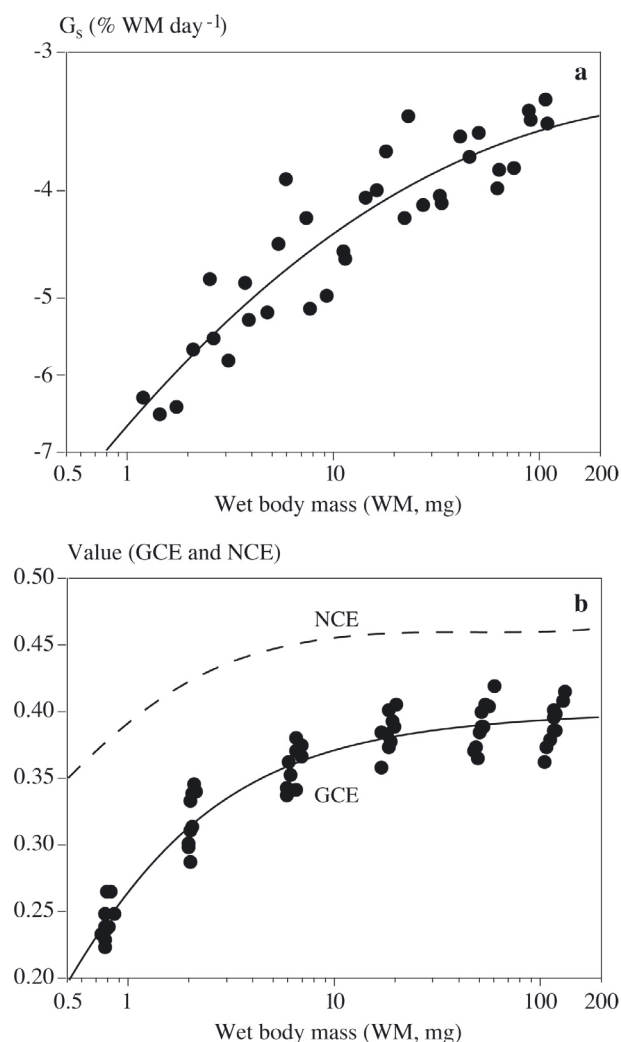 Gs (% WM day-1)
-3
a
-4
-5
-6
-7
0.5 1 10 100 200
Wet body mass (WM, mg)
Value (GCE and NCE)
0.50
b
NCE
0.45
0.40
0.35
GCE
0.30
0.25
0.20
0.5 1 10 100 200
Wet body mass (WM, mg)